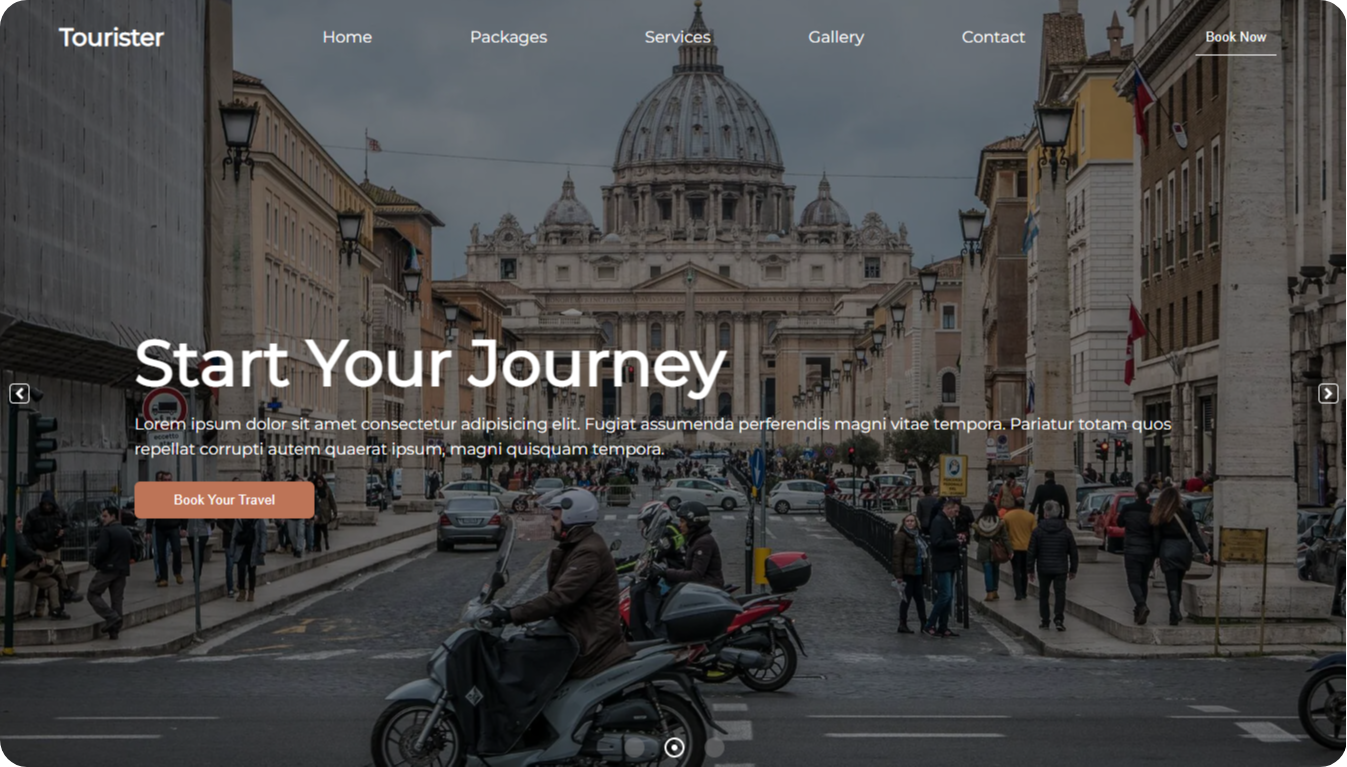 Tourister
Home
Packages
Services
Gallery
Contact
Book Now
Start Your Journey
Lorem ipsum dolor sit amet consectetur adipisicing elit. Fugiat assumenda perferendis magni vitae tempora. Pariatur totam quos
repellat corrupti autem quaerat ipsum, magni quisquam tempora.
Book Your Travel